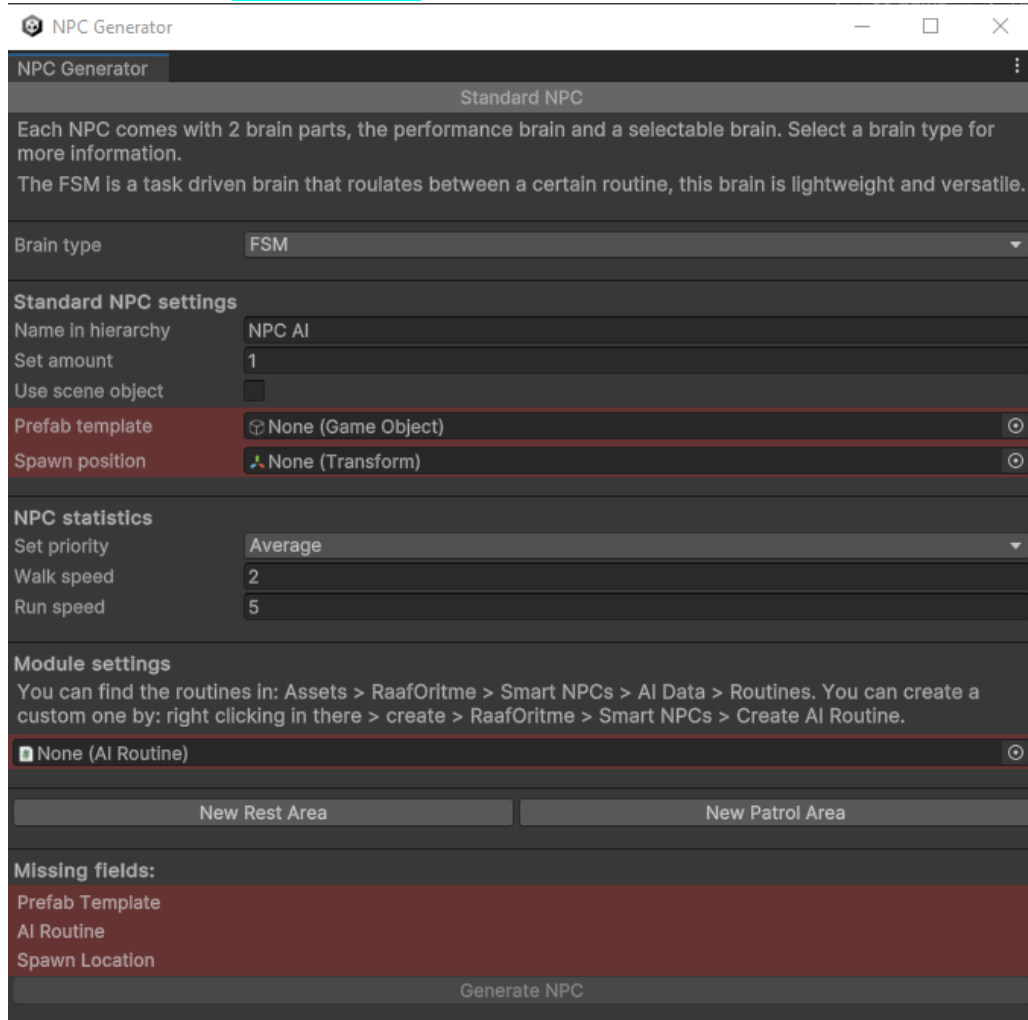 NPC Generator
NPC Generator
Standard NPC
Each NPC comes with 2 brain parts, the performance brain and a selectable brain. Select a brain type for
more information.
The FSM is a task driven brain that roulates between a certain routine, this brain is lightweight and versatile.
Brain type FSM
Standard NPC settings
Name in hierarchy NPC AI
Set amount 1
Use scene object
Prefab template None (Game Object)
Spawn position None (Transform)
NPC statistics
Set priority Average
Walk speed 2
Run speed 5
Module settings
You can find the routines in: Assets > RaafOritme > Smart NPCs > AI Data > Routines. You can create a
custom one by: right clicking in there > create > RaafOritme > Smart NPCs > Create AI Routine.
None (AI Routine)
New Rest Area New Patrol Area
Missing fields:
Prefab Template
AI Routine
Spawn Location
Generate NPC